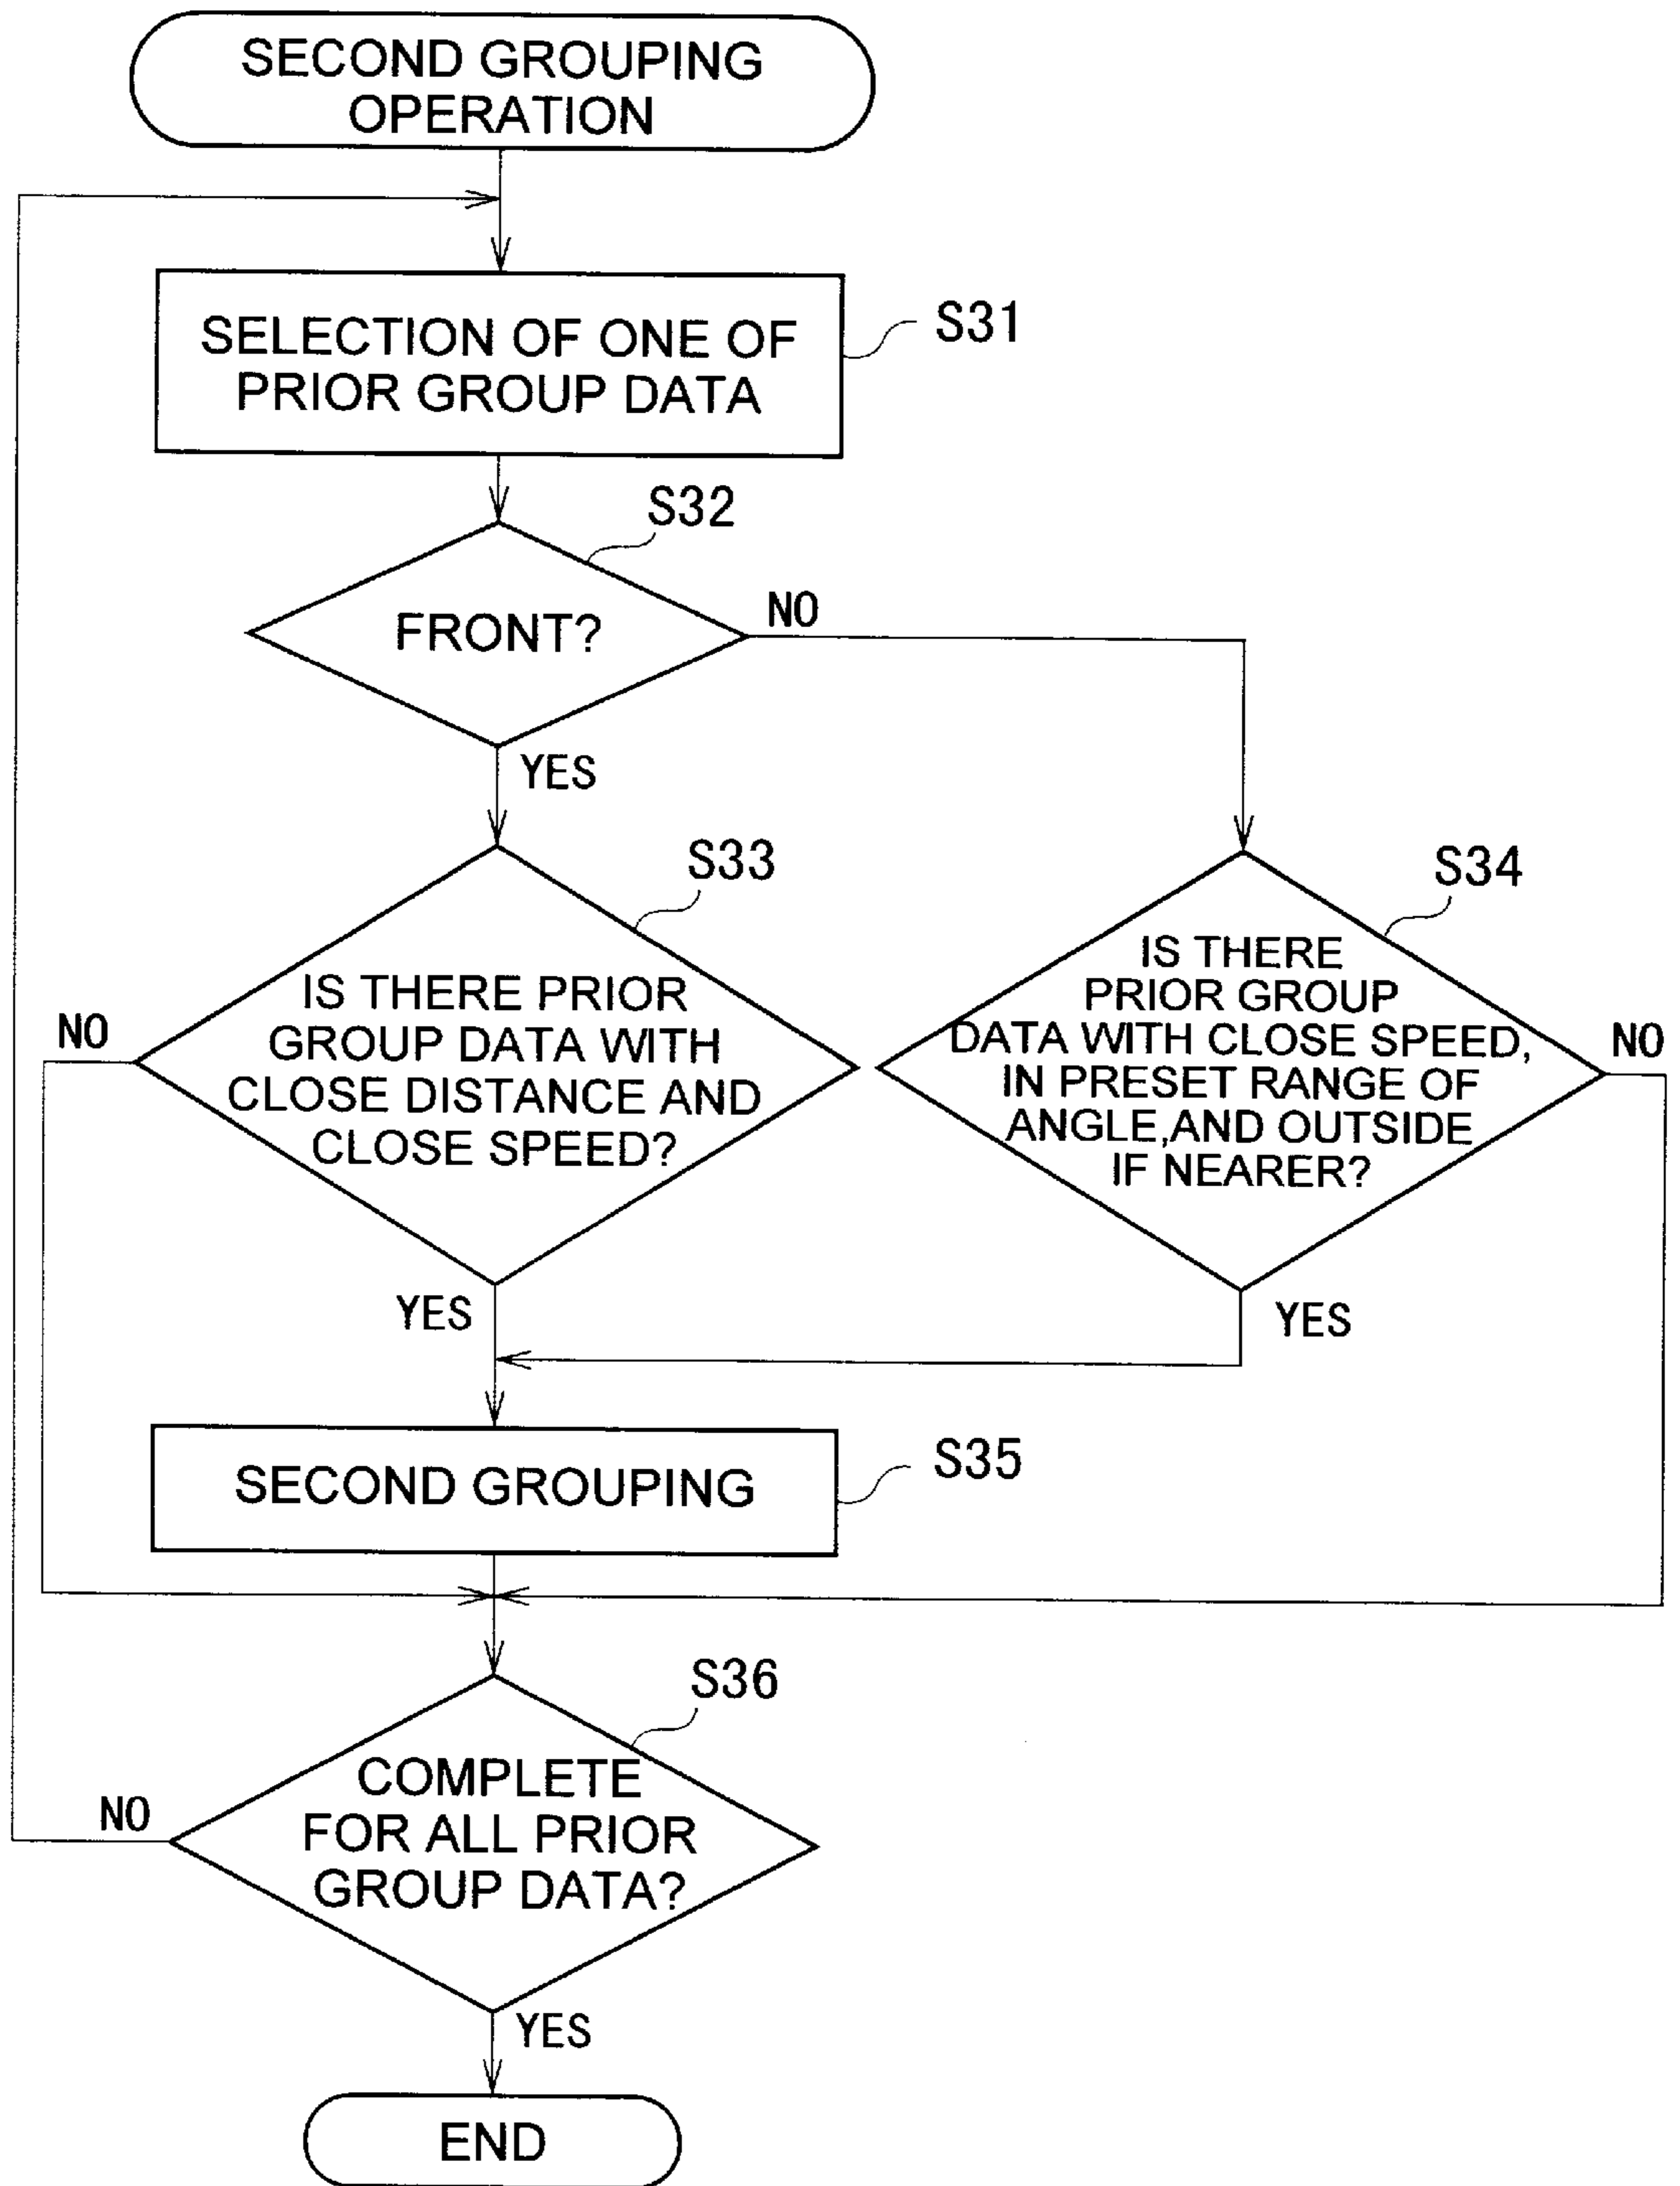 SECOND GROUPING
OPERATION
SELECTION OF ONE OF
PRIOR GROUP DATA
S31
S32
FRONT?
NO
YES
S33
IS THERE PRIOR
GROUP DATA WITH
CLOSE DISTANCE AND
CLOSE SPEED?
NO
YES
S34
IS THERE
PRIOR GROUP
DATA WITH CLOSE SPEED,
IN PRESET RANGE OF
ANGLE,AND OUTSIDE
IF NEARER?
NO
YES
SECOND GROUPING
S35
S36
COMPLETE
FOR ALL PRIOR
GROUP DATA?
NO
YES
END